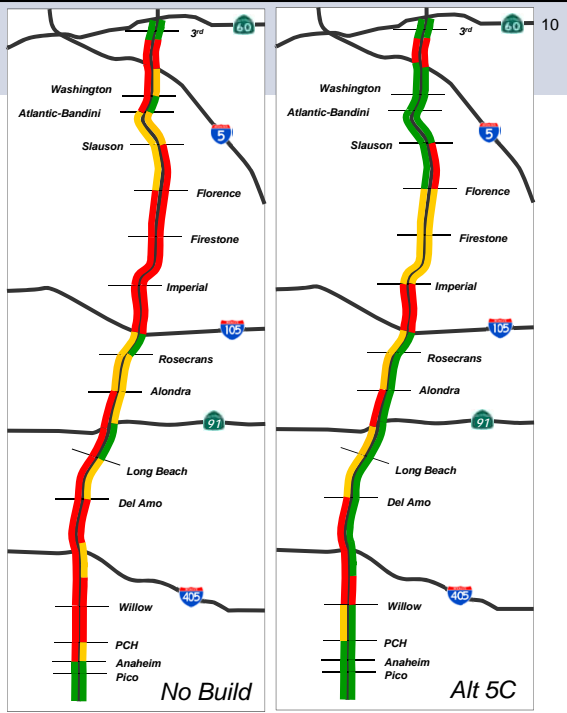 10
3rd
60
Washington
Atlantic-Bandini
5
Slauson
Florence
Firestone
Imperial
105
Rosecrans
Alondra
91
Long Beach
Del Amo
405
Willow
PCH
Anaheim
Pico
No Build
3rd
60
Washington
Atlantic-Bandini
5
Slauson
Florence
Firestone
Imperial
105
Rosecrans
Alondra
91
Long Beach
Del Amo
405
Willow
PCH
Anaheim
Pico
Alt 5C